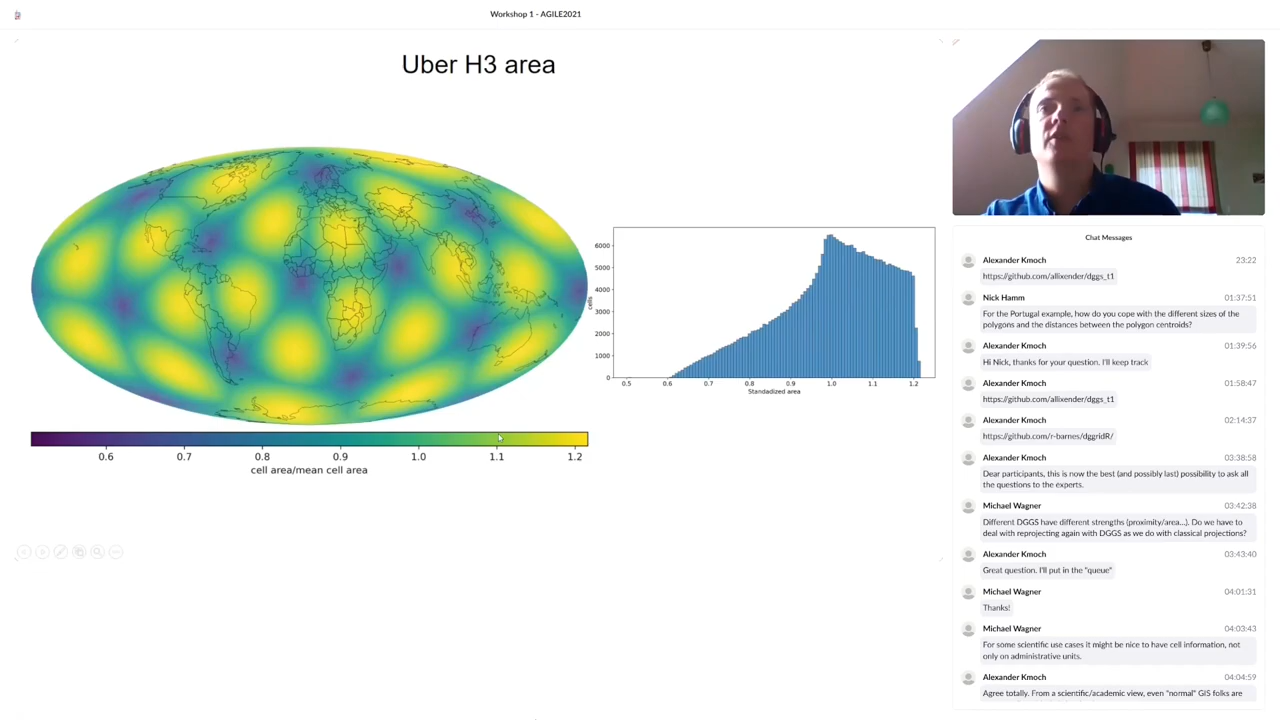 Workshop 1 - AGILE2021
Uber H3 area
0.6 0.7 0.8 0.9 1.0 1.1 1.2
cell area/mean cell area
6000
5000
4000
3000
2000
1000
0
cells
0.5 0.6 0.7 0.8 0.9 1.0 1.1 1.2
Standadized area
Chat Messages
Alexander Kmoch 23:22
https://github.com/allixender/dggs_t1
Nick Hamm 01:37:51
For the Portugal example, how do you cope with the different sizes of the
polygons and the distances between the polygon centroids?
Alexander Kmoch 01:39:56
Hi Nick, thanks for your question. I'll keep track
Alexander Kmoch 01:58:47
https://github.com/allixender/dggs_t1
Alexander Kmoch 02:14:37
https://github.com/r-barnes/dggridR/
Alexander Kmoch 03:38:58
Dear participants, this is now the best (and possibly last) possibility to ask all
the questions to the experts.
Michael Wagner 03:42:38
Different DGGS have different strengths (proximity/area...). Do we have to
deal with reprojecting again with DGGS as we do with classical projections?
Alexander Kmoch 03:43:40
Great question. I'll put in the "queue"
Michael Wagner 04:01:31
Thanks!
Michael Wagner 04:03:43
For some scientific use cases it might be nice to have cell information, not
only on administrative units.
Alexander Kmoch 04:04:59
Agree totally. From a scientific/academic view, even "normal" GIS folks are